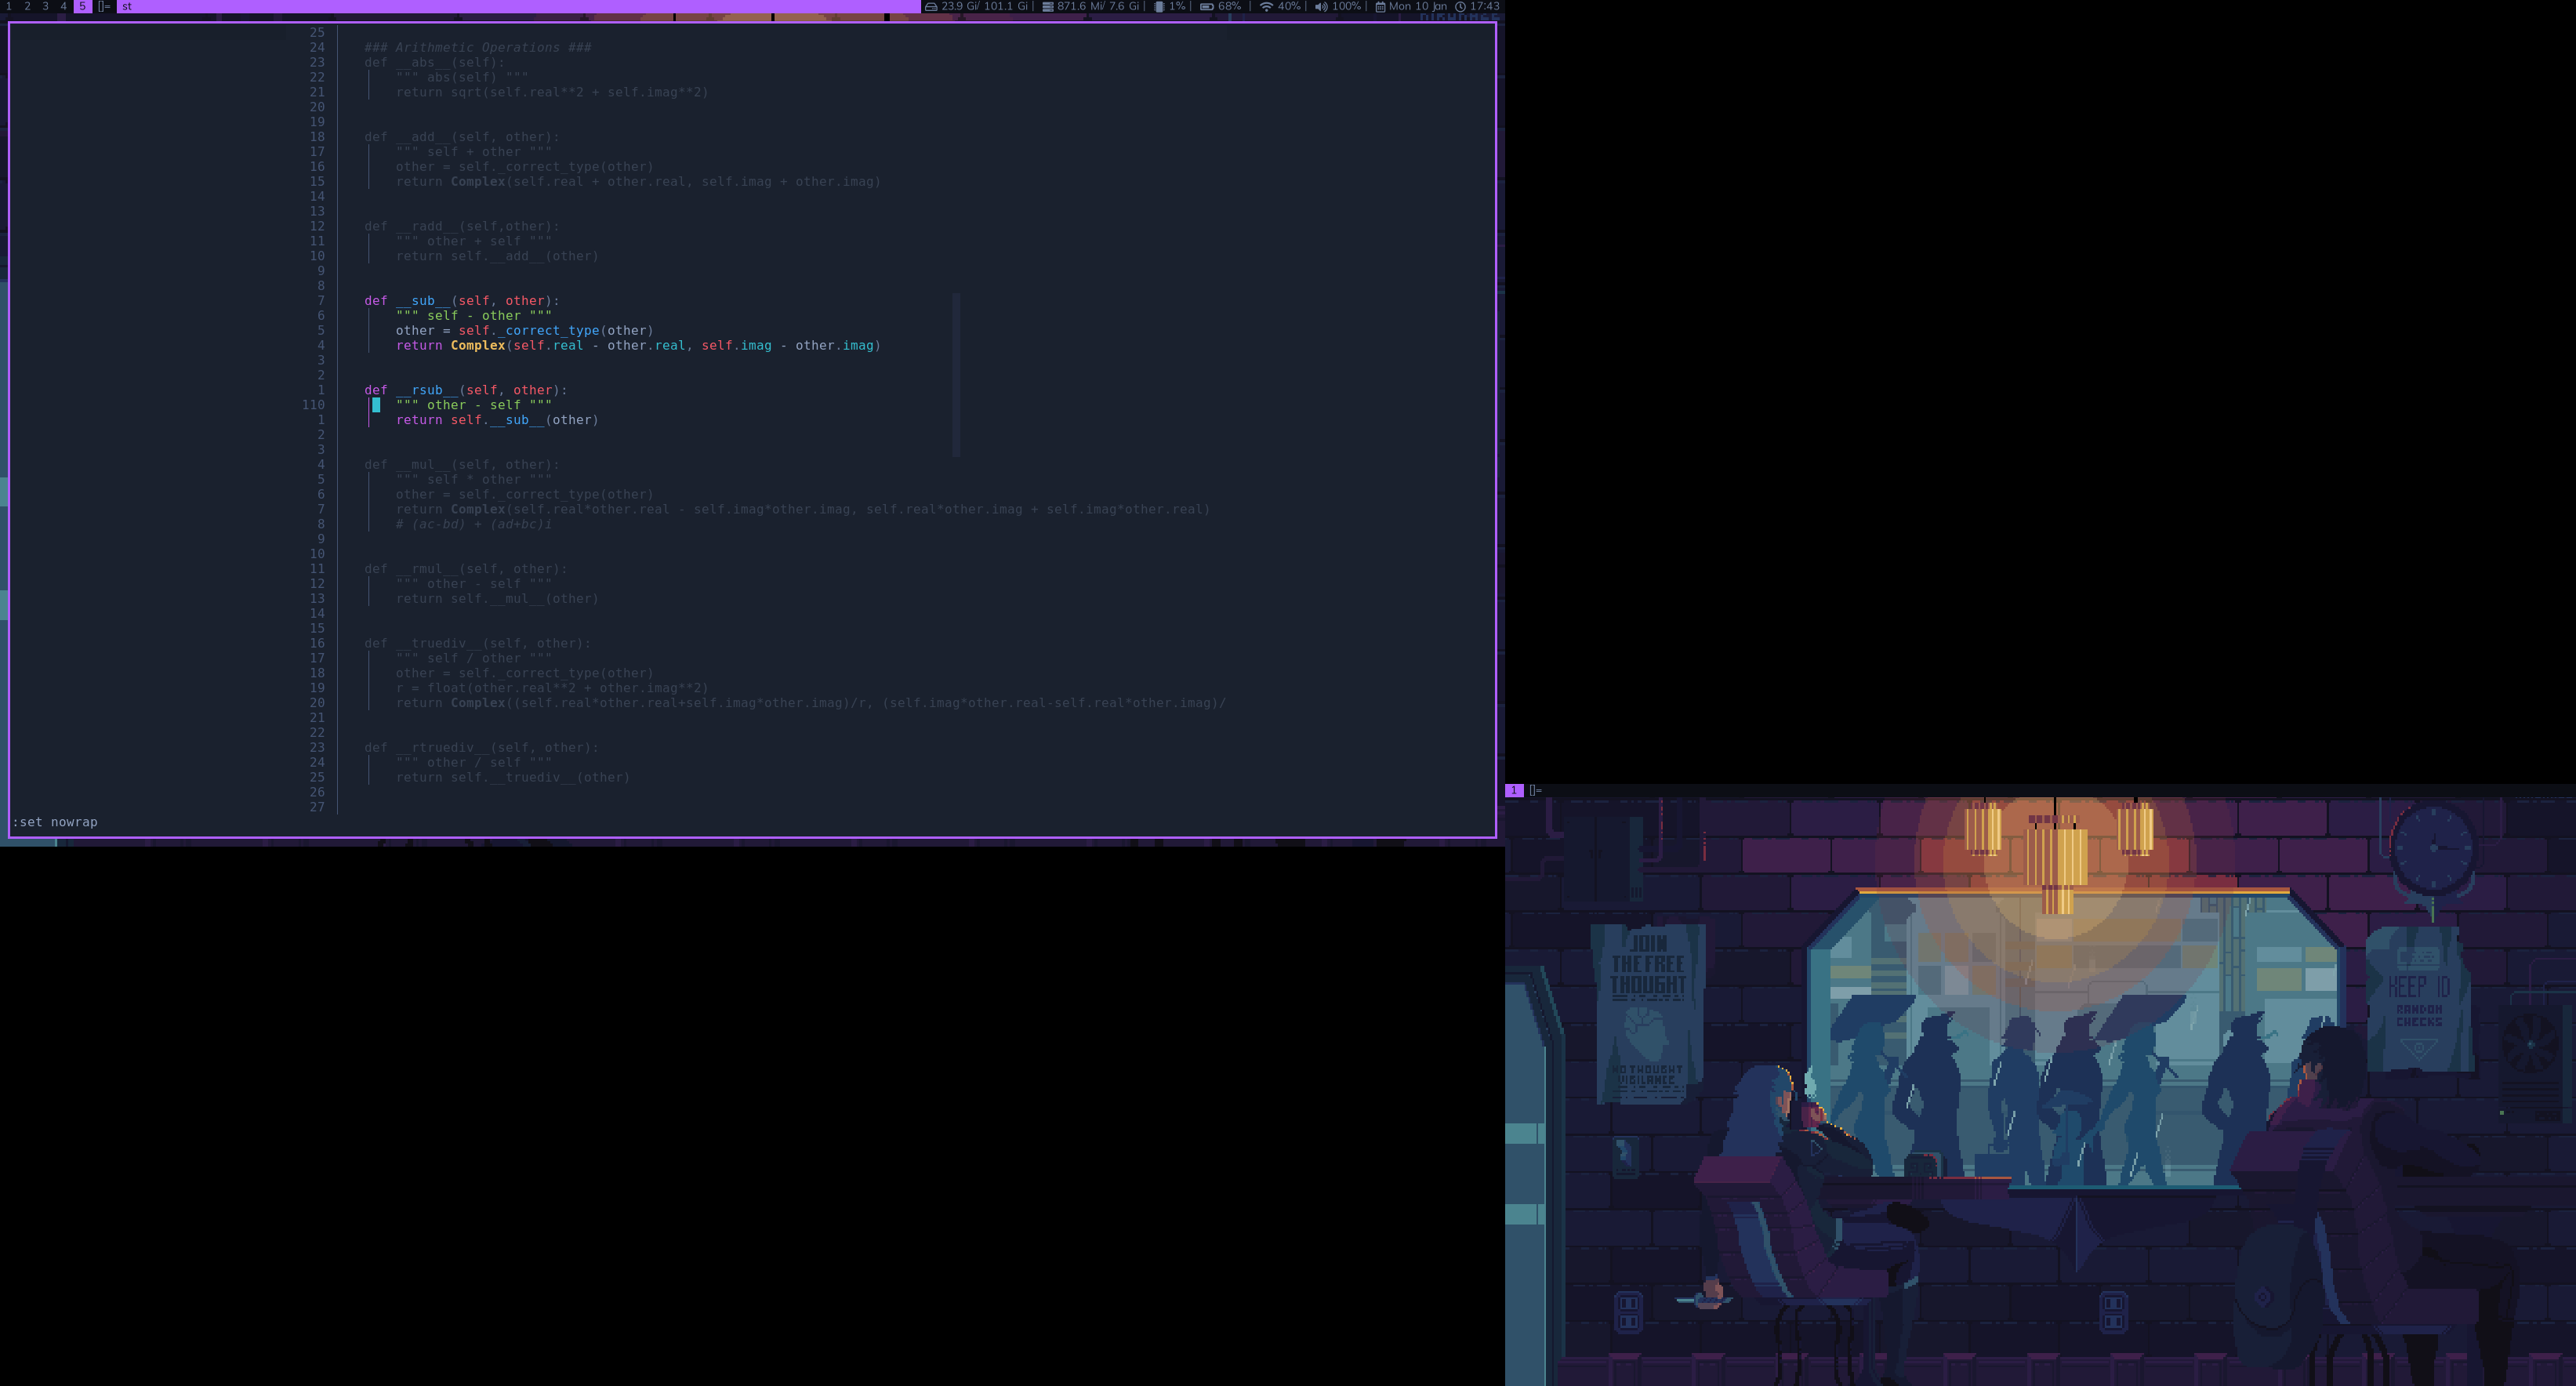 1 2 3 4 5 []= st 23.9 Gi/ 101.1 Gi | 871.6 Mi/ 7.6 Gi | 1% | 68% | 40% | 100% | Mon 10 Jan 17:43
25
24 ### Arithmetic Operations ###
23 def __abs__(self):
22 """ abs(self) """
21 return sqrt(self.real**2 + self.imag**2)
20
19
18 def __add__(self, other):
17 """ self + other """
16 other = self._correct_type(other)
15 return Complex(self.real + other.real, self.imag + other.imag)
14
13
12 def __radd__(self,other):
11 """ other + self """
10 return self.__add__(other)
9
8
7 def __sub__(self, other):
6 """ self - other """
5 other = self._correct_type(other)
4 return Complex(self.real - other.real, self.imag - other.imag)
3
2
1 def __rsub__(self, other):
110 """ other - self """
1 return self.__sub__(other)
2
3
4 def __mul__(self, other):
5 """ self * other """
6 other = self._correct_type(other)
7 return Complex(self.real*other.real - self.imag*other.imag, self.real*other.imag + self.imag*other.real)
8 # (ac-bd) + (ad+bc)i
9
10
11 def __rmul__(self, other):
12 """ other - self """
13 return self.__mul__(other)
14
15
16 def __truediv__(self, other):
17 """ self / other """
18 other = self._correct_type(other)
19 r = float(other.real**2 + other.imag**2)
20 return Complex((self.real*other.real+self.imag*other.imag)/r, (self.imag*other.real-self.real*other.imag)/
21
22
23 def __rtruediv__(self, other):
24 """ other / self """
25 return self.__truediv__(other)
26
27
:set nowrap
1 []=
JOIN
THE FREE
THOUGHT
NO THOUGHT
VIGILANCE
KEEP ID
RANDOM
CHECKS